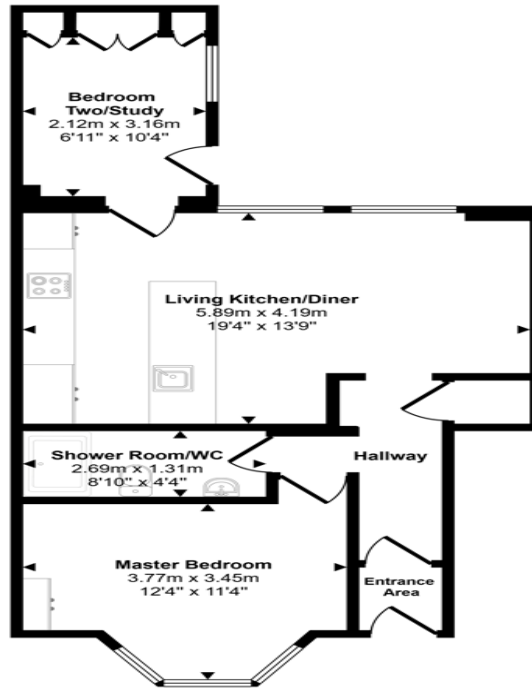 Bedroom
Two/Study
2.12m x 3.16m
6'11" x 10'4"
Living Kitchen/Diner
5.89m x 4.19m
19'4" x 13'9"
Shower Room/WC
2.69m x 1.31m
8'10" x 4'4"
Hallway
Master Bedroom
3.77m x 3.45m
12'4" x 11'4"
Entrance
Area